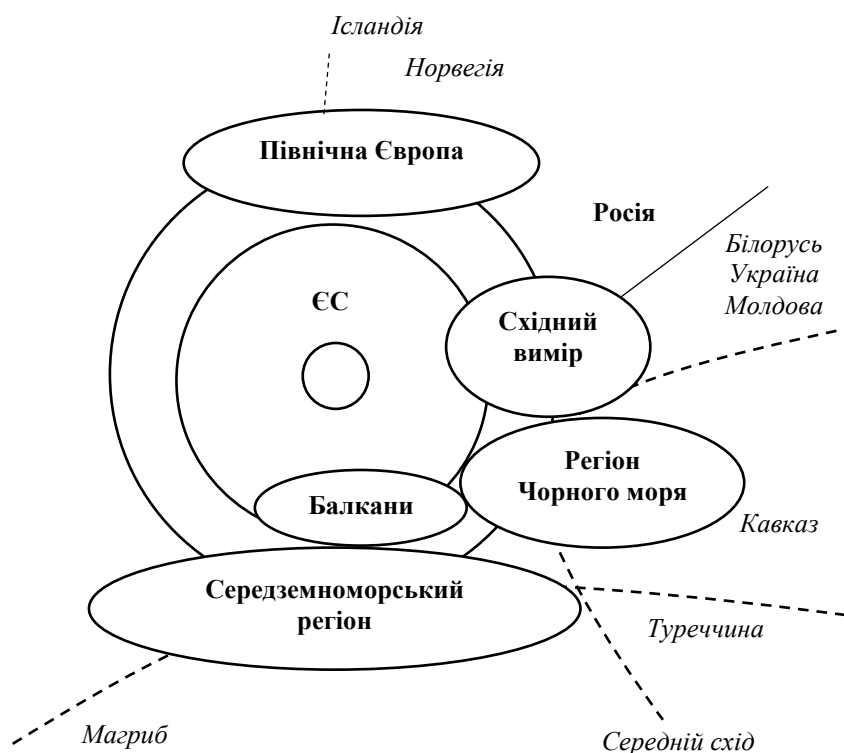 Ісландія
Норвегія
Північна Європа
Росія
Білорусь
Україна
Молдова
ЄС
Східний
вимір
Регіон
Чорного моря
Балкани
Кавказ
Середземноморський
регіон
Туреччина
Магриб
Середній схід